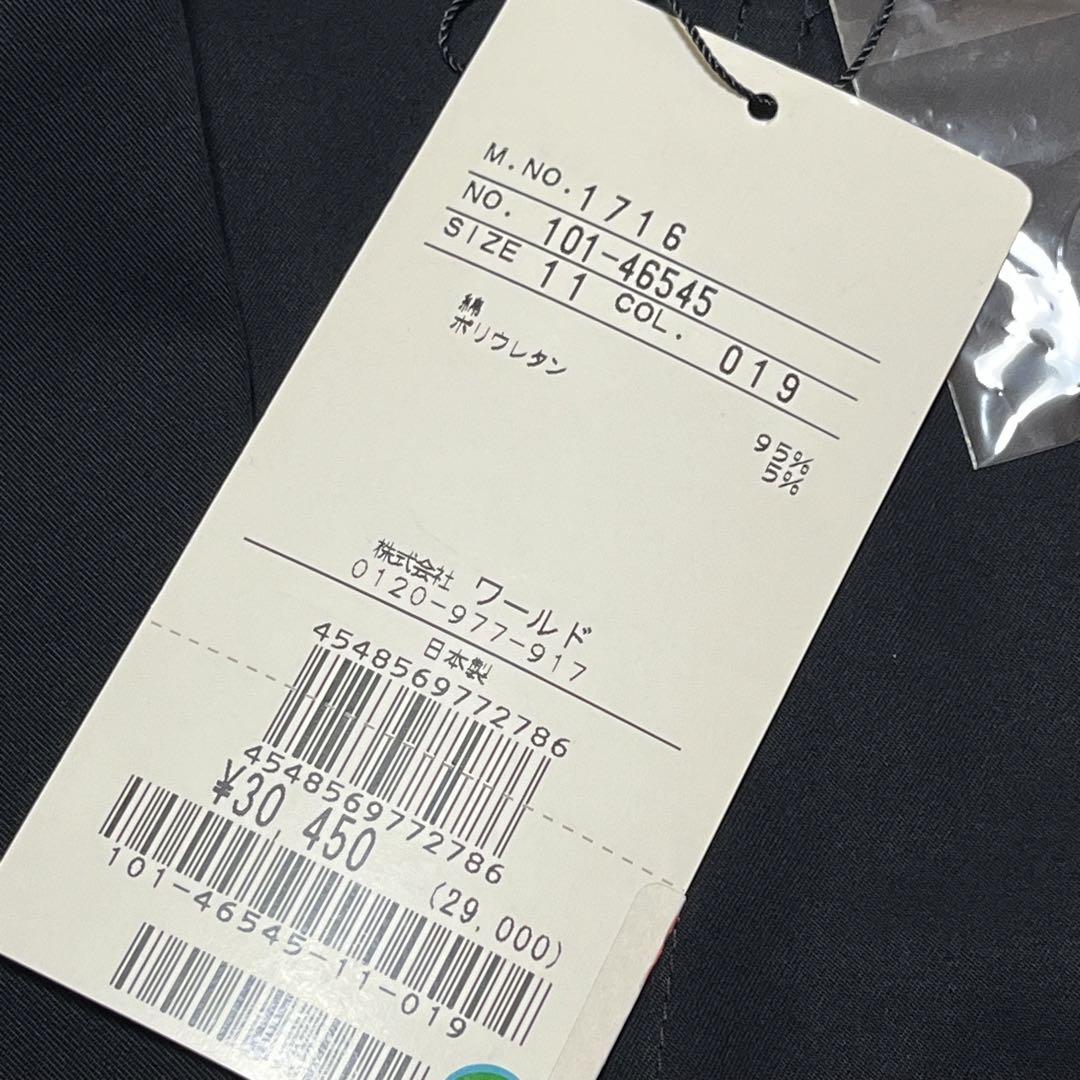 M.NO.1716
NO. 101-46545
SIZE 11 COL. 019
綿 95%
ポリウレタン 5%
株式会社 ワールド
0120-977-917
日本製
4548569772786
4548569772786
¥30,450
(29,000)
101-46545-11-019